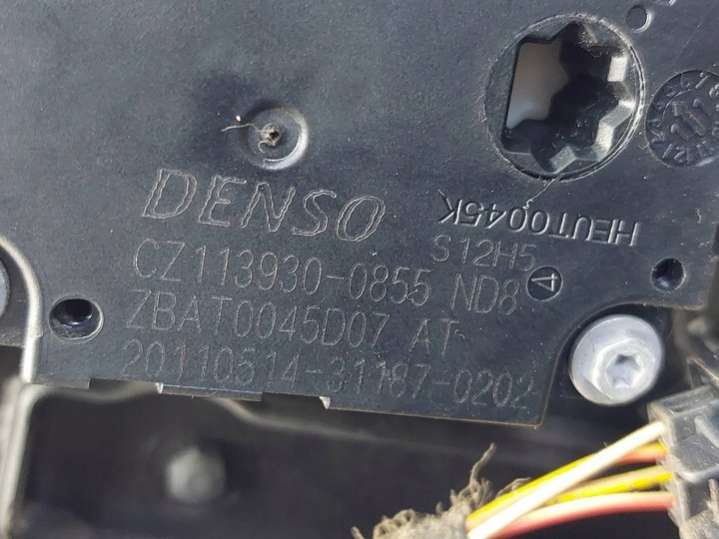 DENSO
HEUT0045K
S12H5
CZ113930-0855 ND8
ZBAT0045D07 AT
20110514-31187-0202